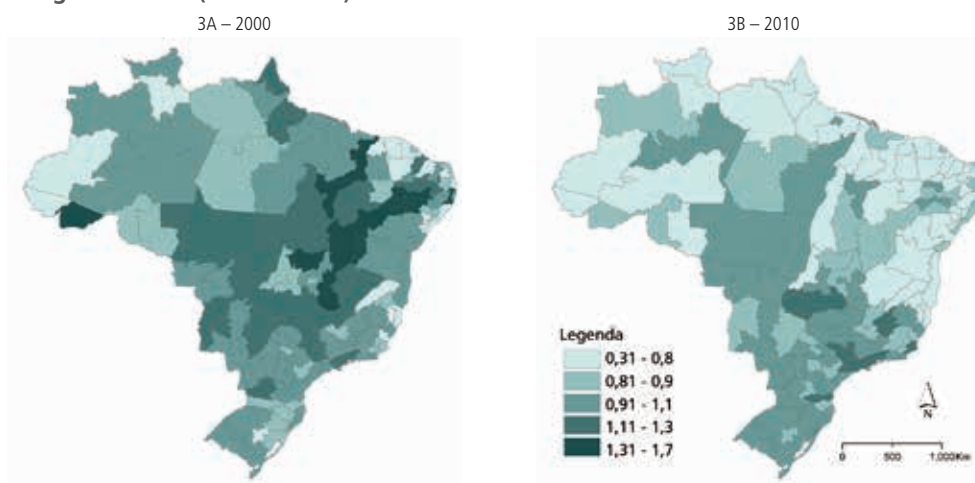 3A – 2000
3B – 2010
Legenda
0,31 - 0,8
0,81 - 0,9
0,91 - 1,1
1,11 - 1,3
1,31 - 1,7
N
0 500 1,000Km